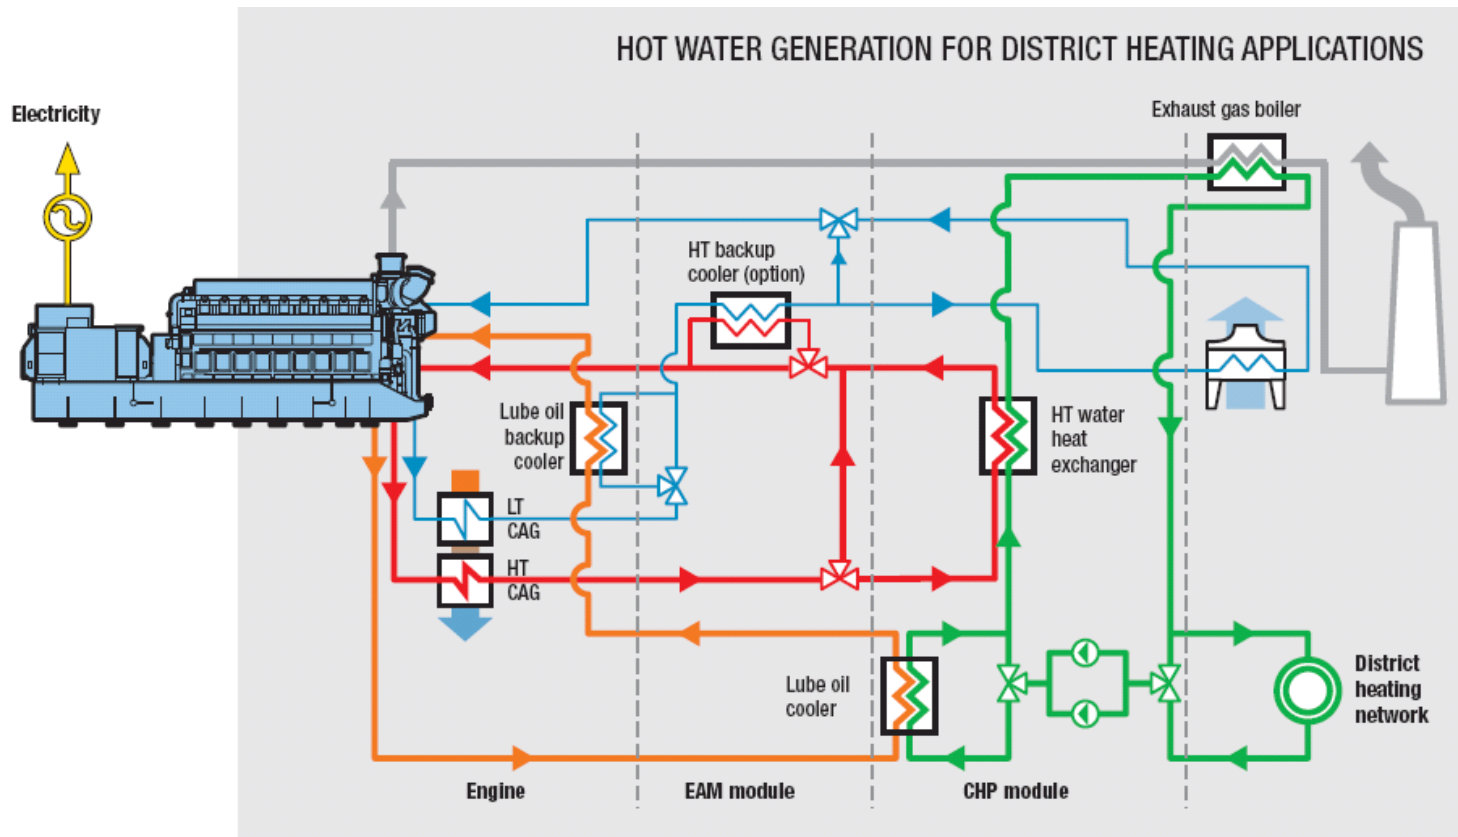 HOT WATER GENERATION FOR DISTRICT HEATING APPLICATIONS
Electricity
Exhaust gas boiler
HT backup
cooler (option)
Lube oil
backup
cooler
HT water
heat
exchanger
LT
CAG
HT
CAG
Lube oil
cooler
District
heating
network
Engine
EAM module
CHP module